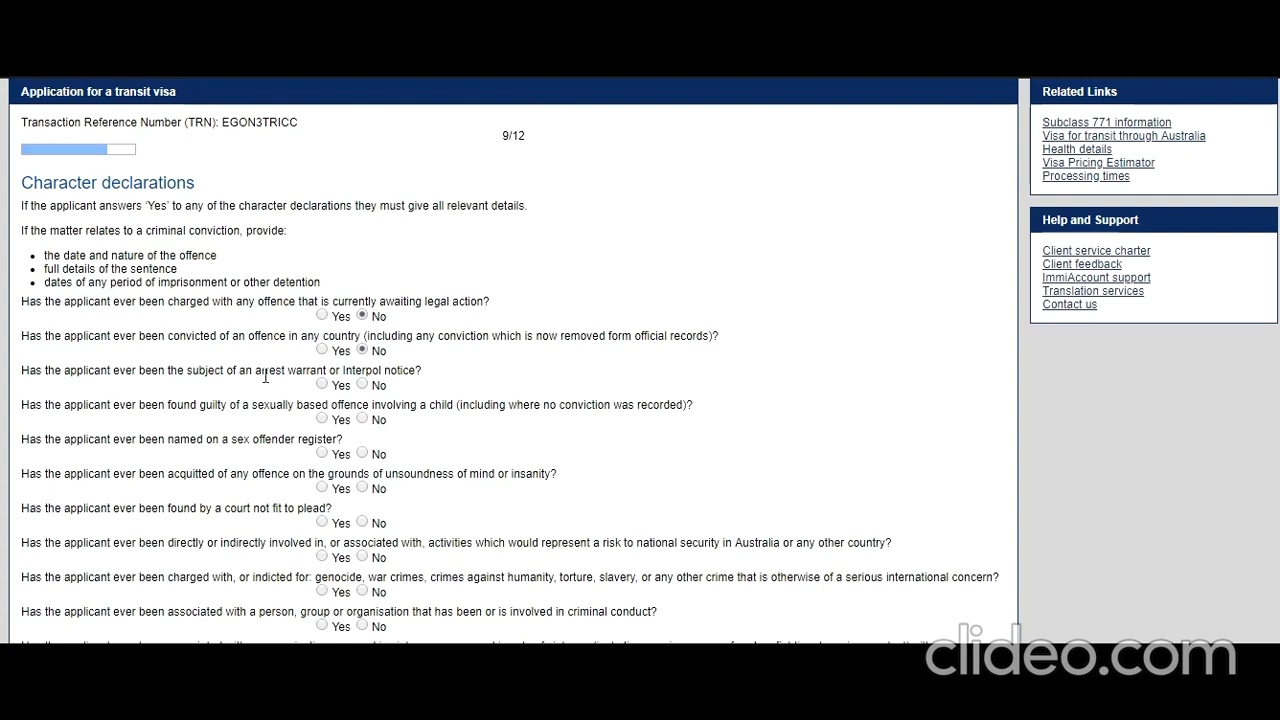 Application for a transit visa
Transaction Reference Number (TRN): EGON3TRICC
9/12
Character declarations
If the applicant answers ‘Yes’ to any of the character declarations they must give all relevant details.
If the matter relates to a criminal conviction, provide:
the date and nature of the offence
full details of the sentence
dates of any period of imprisonment or other detention
Has the applicant ever been charged with any offence that is currently awaiting legal action?
Yes No
Has the applicant ever been convicted of an offence in any country (including any conviction which is now removed form official records)?
Yes No
Has the applicant ever been the subject of an arrest warrant or Interpol notice?
Yes No
Has the applicant ever been found guilty of a sexually based offence involving a child (including where no conviction was recorded)?
Yes No
Has the applicant ever been named on a sex offender register?
Yes No
Has the applicant ever been acquitted of any offence on the grounds of unsoundness of mind or insanity?
Yes No
Has the applicant ever been found by a court not fit to plead?
Yes No
Has the applicant ever been directly or indirectly involved in, or associated with, activities which would represent a risk to national security in Australia or any other country?
Yes No
Has the applicant ever been charged with, or indicted for: genocide, war crimes, crimes against humanity, torture, slavery, or any other crime that is otherwise of a serious international concern?
Yes No
Has the applicant ever been associated with a person, group or organisation that has been or is involved in criminal conduct?
Yes No
Related Links
Subclass 771 information
Visa for transit through Australia
Health details
Visa Pricing Estimator
Processing times
Help and Support
Client service charter
Client feedback
ImmiAccount support
Translation services
Contact us
clideo.com